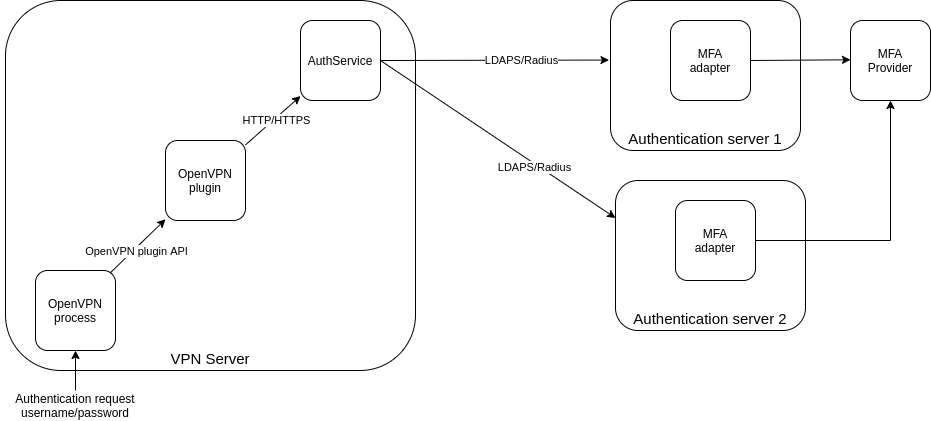 AuthService
LDAPS/Radius
MFA
adapter
MFA
Provider
HTTP/HTTPS
Authentication server 1
OpenVPN
plugin
LDAPS/Radius
MFA
adapter
OpenVPN plugin API
OpenVPN
process
Authentication server 2
VPN Server
Authentication request
username/password